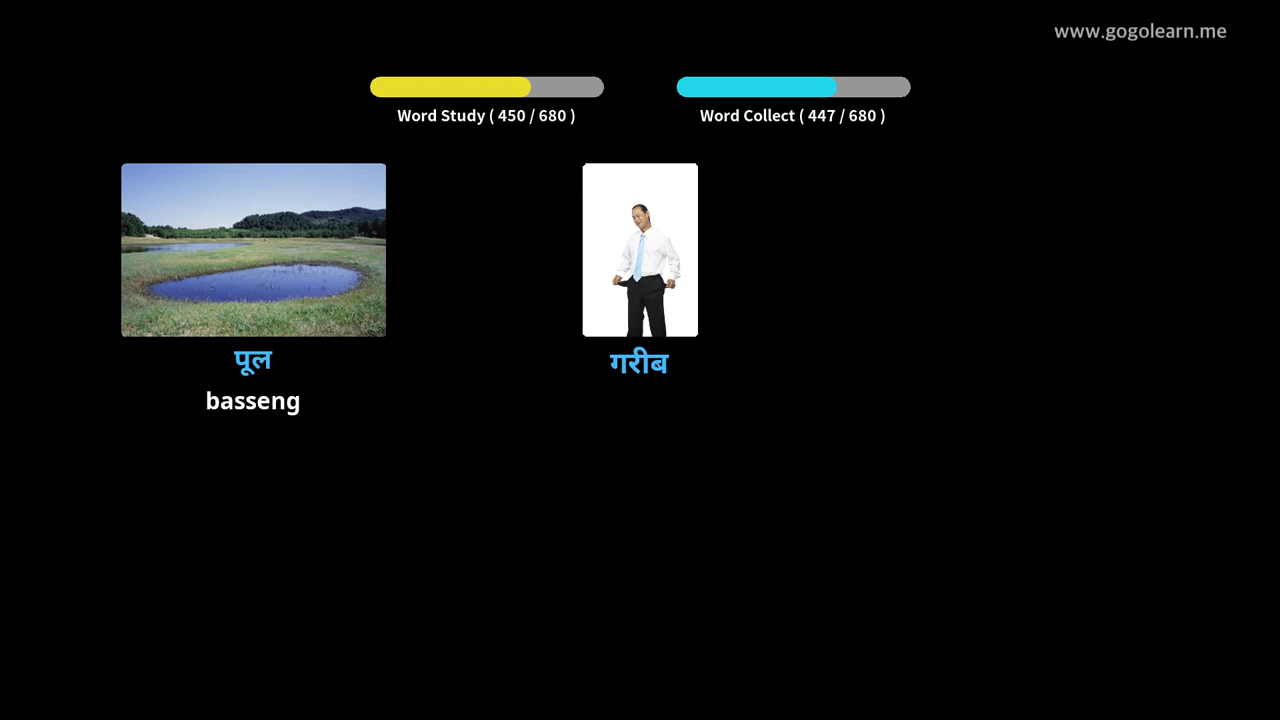 www.gogolearn.me
Word Study ( 450 / 680 )
Word Collect ( 447 / 680 )
पूल
गरीब
basseng